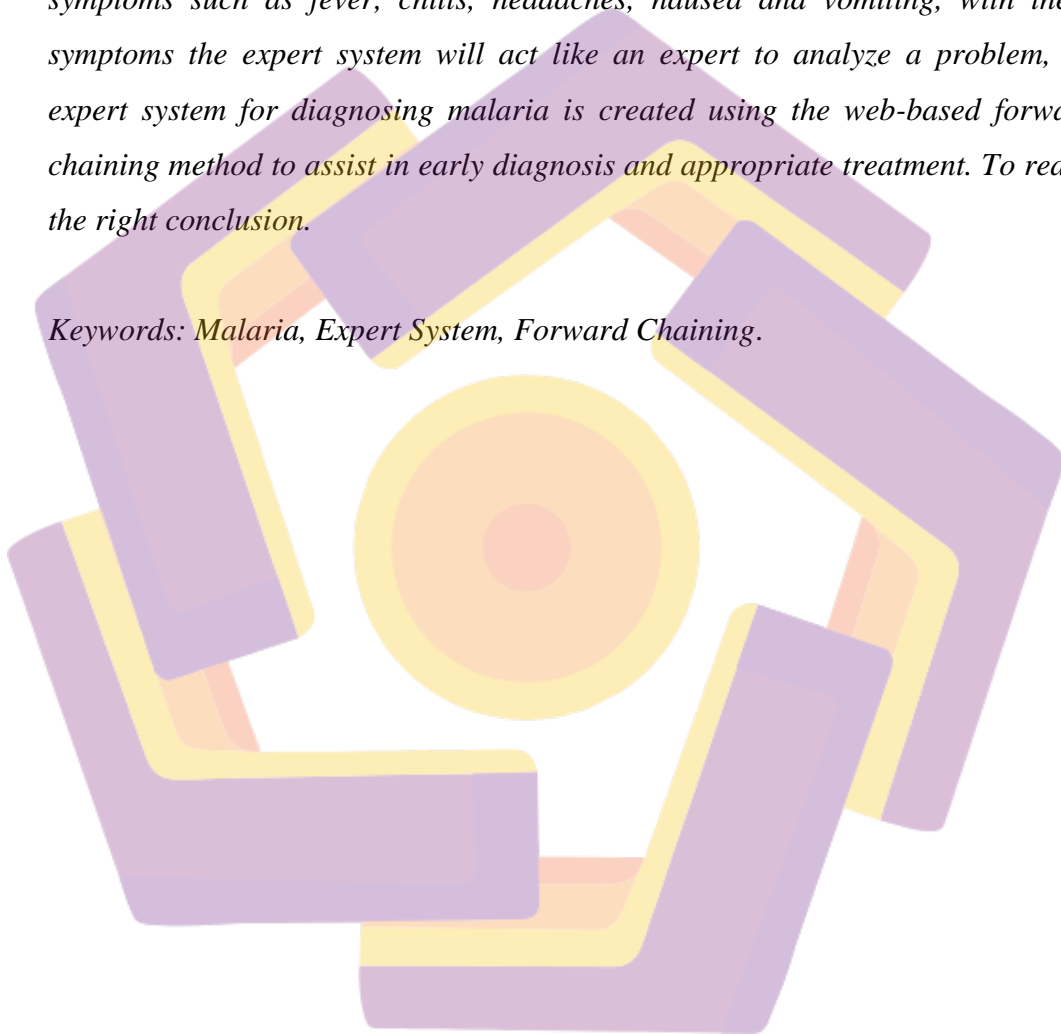 symptoms such as fever, chills, headaches, nausea and vomiting, with the
symptoms the expert system will act like an expert to analyze a problem,
expert system for diagnosing malaria is created using the web-based forwa
chaining method to assist in early diagnosis and appropriate treatment. To rea
the right conclusion.
Keywords: Malaria, Expert System, Forward Chaining.